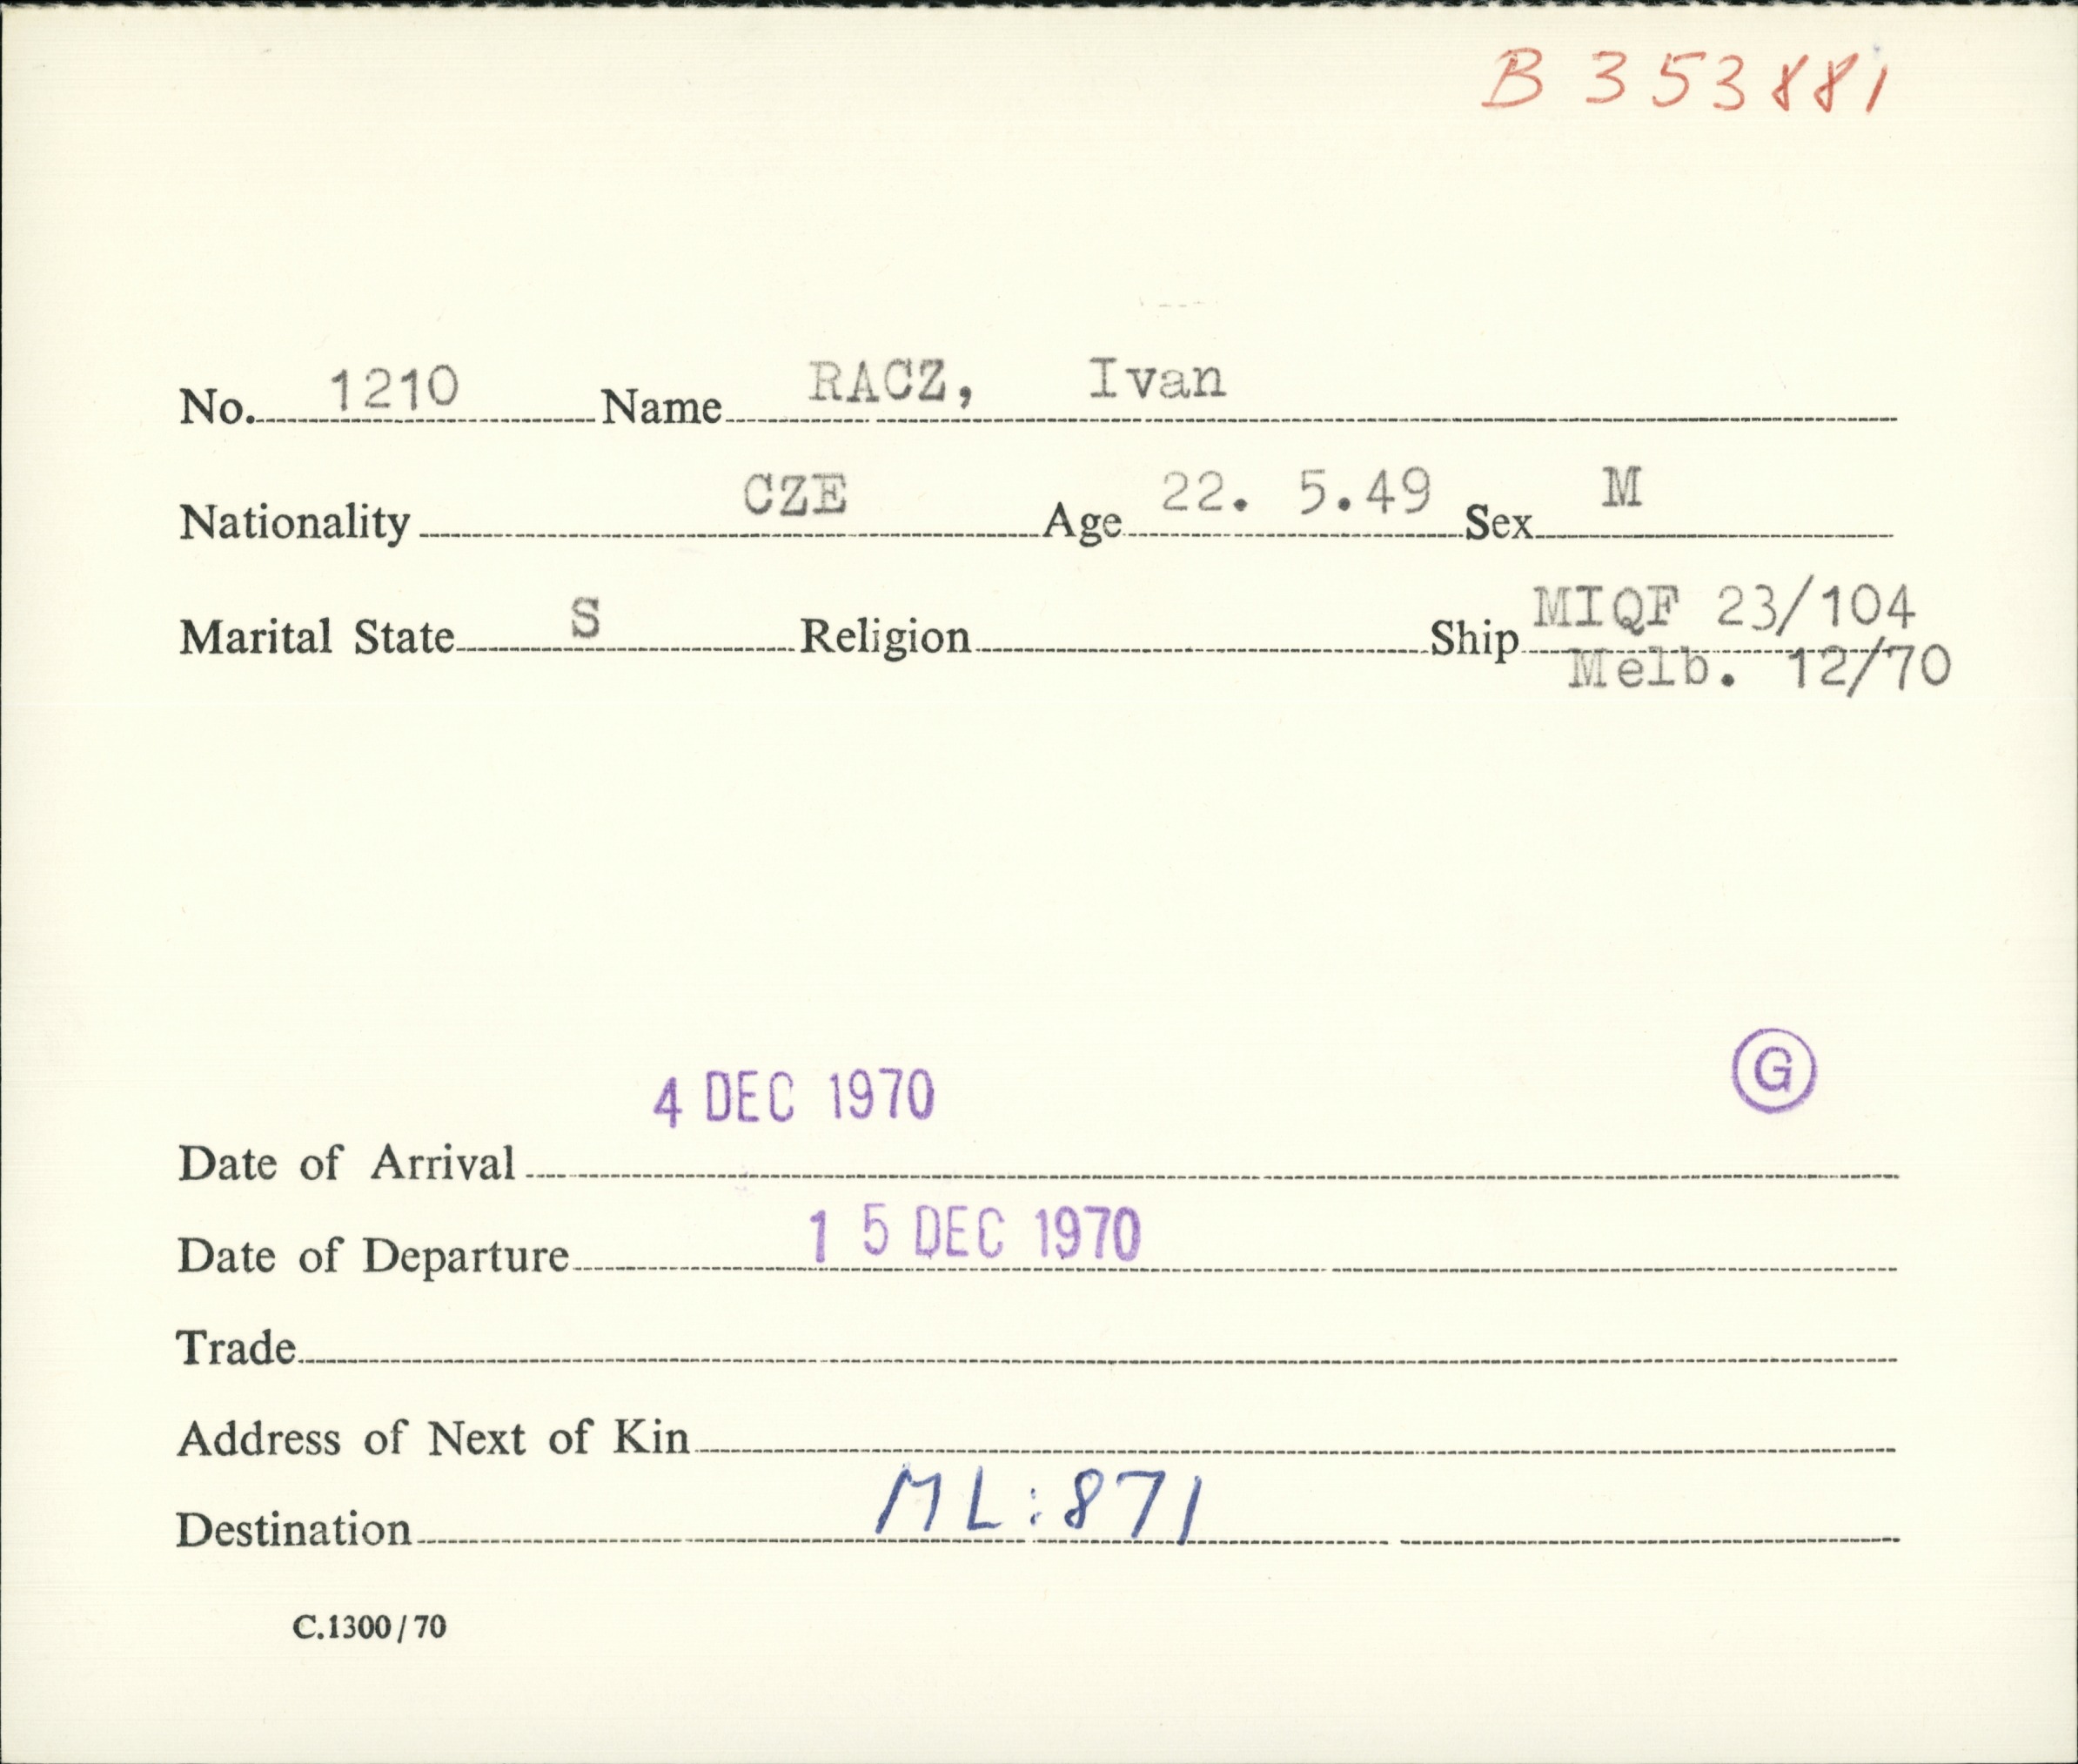 B 353881
No. 1210 Name RACZ, Ivan
Nationality CZE Age 22. 5.49 Sex M
Marital State S Religion Ship MIQF 23/104
Melb. 12/70
G
4 DEC 1970
Date of Arrival
Date of Departure 1 5 DEC 1970
Trade
Address of Next of Kin
Destination ML:871
C.1300/70